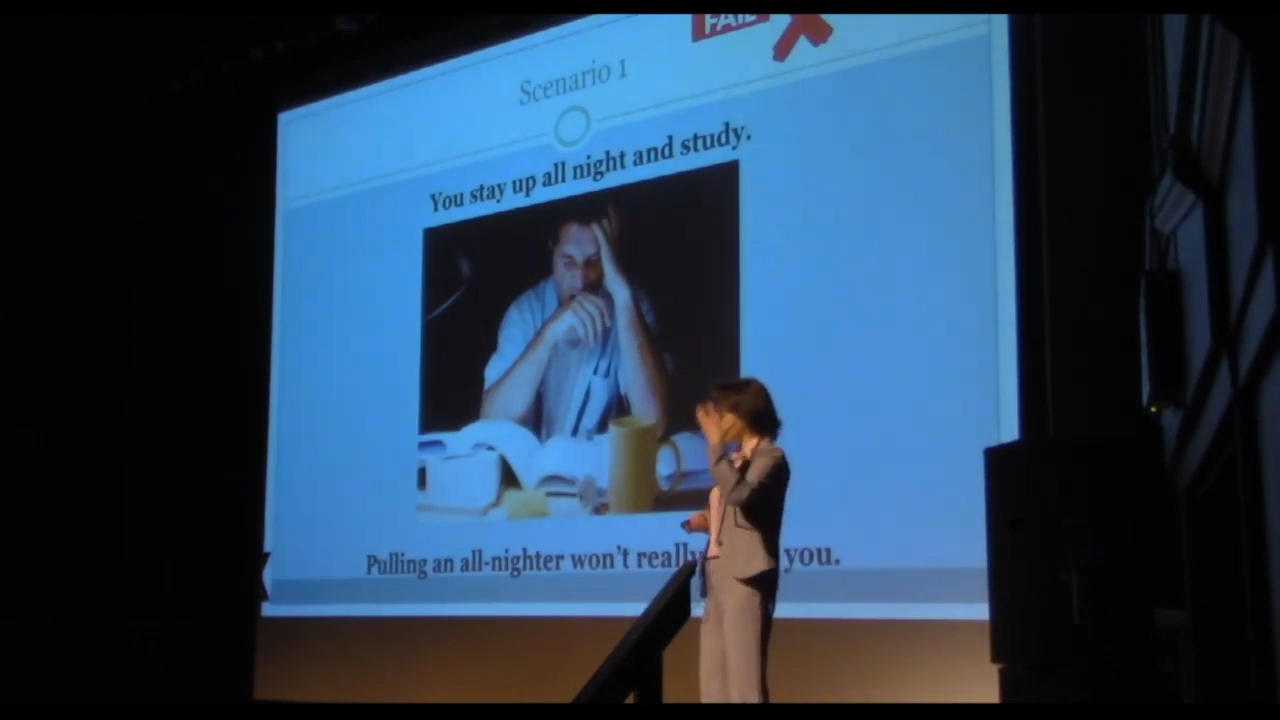 FAIL
Scenario 1
You stay up all night and study.
Pulling an all-nighter won't really you.